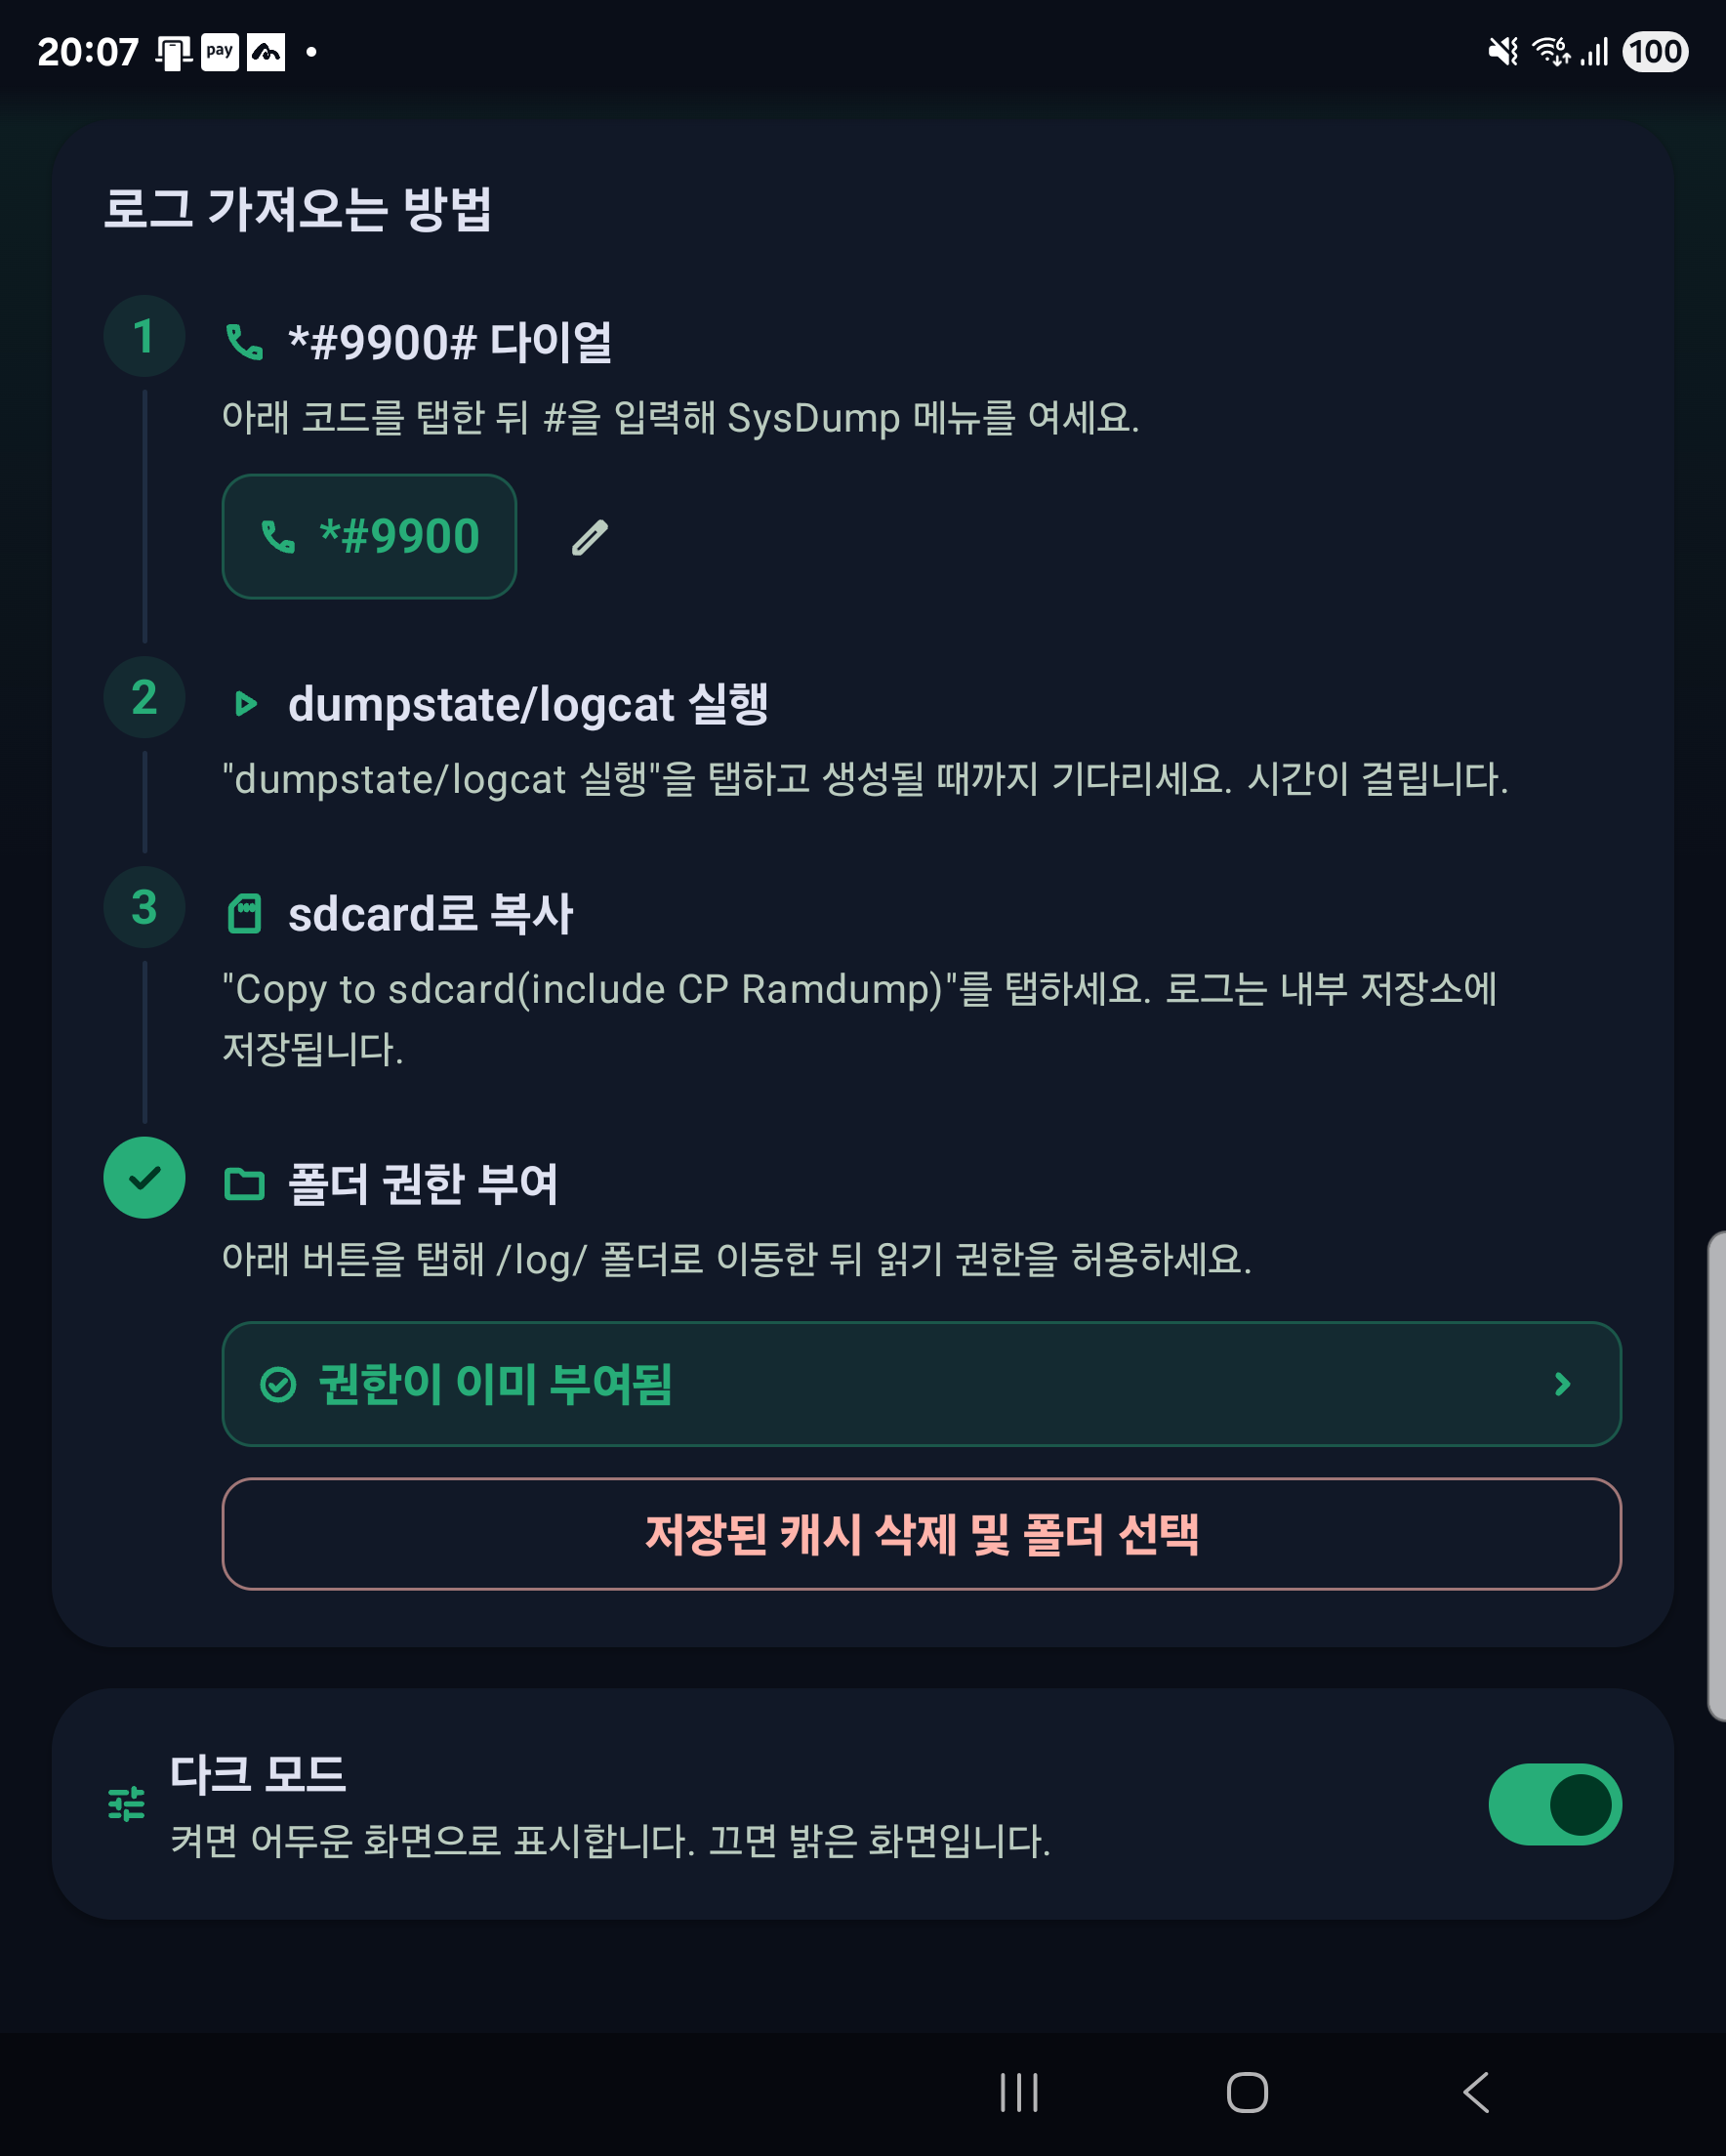 20:07 pay 6 100
로그 가져오는 방법
1 *#9900# 다이얼
아래 코드를 탭한 뒤 #을 입력해 SysDump 메뉴를 여세요.
*#9900
2 dumpstate/logcat 실행
"dumpstate/logcat 실행"을 탭하고 생성될 때까지 기다리세요. 시간이 걸립니다.
3 sdcard로 복사
"Copy to sdcard(include CP Ramdump)"를 탭하세요. 로그는 내부 저장소에
저장됩니다.
폴더 권한 부여
아래 버튼을 탭해 /log/ 폴더로 이동한 뒤 읽기 권한을 허용하세요.
권한이 이미 부여됨
저장된 캐시 삭제 및 폴더 선택
다크 모드
켜면 어두운 화면으로 표시합니다. 끄면 밝은 화면입니다.